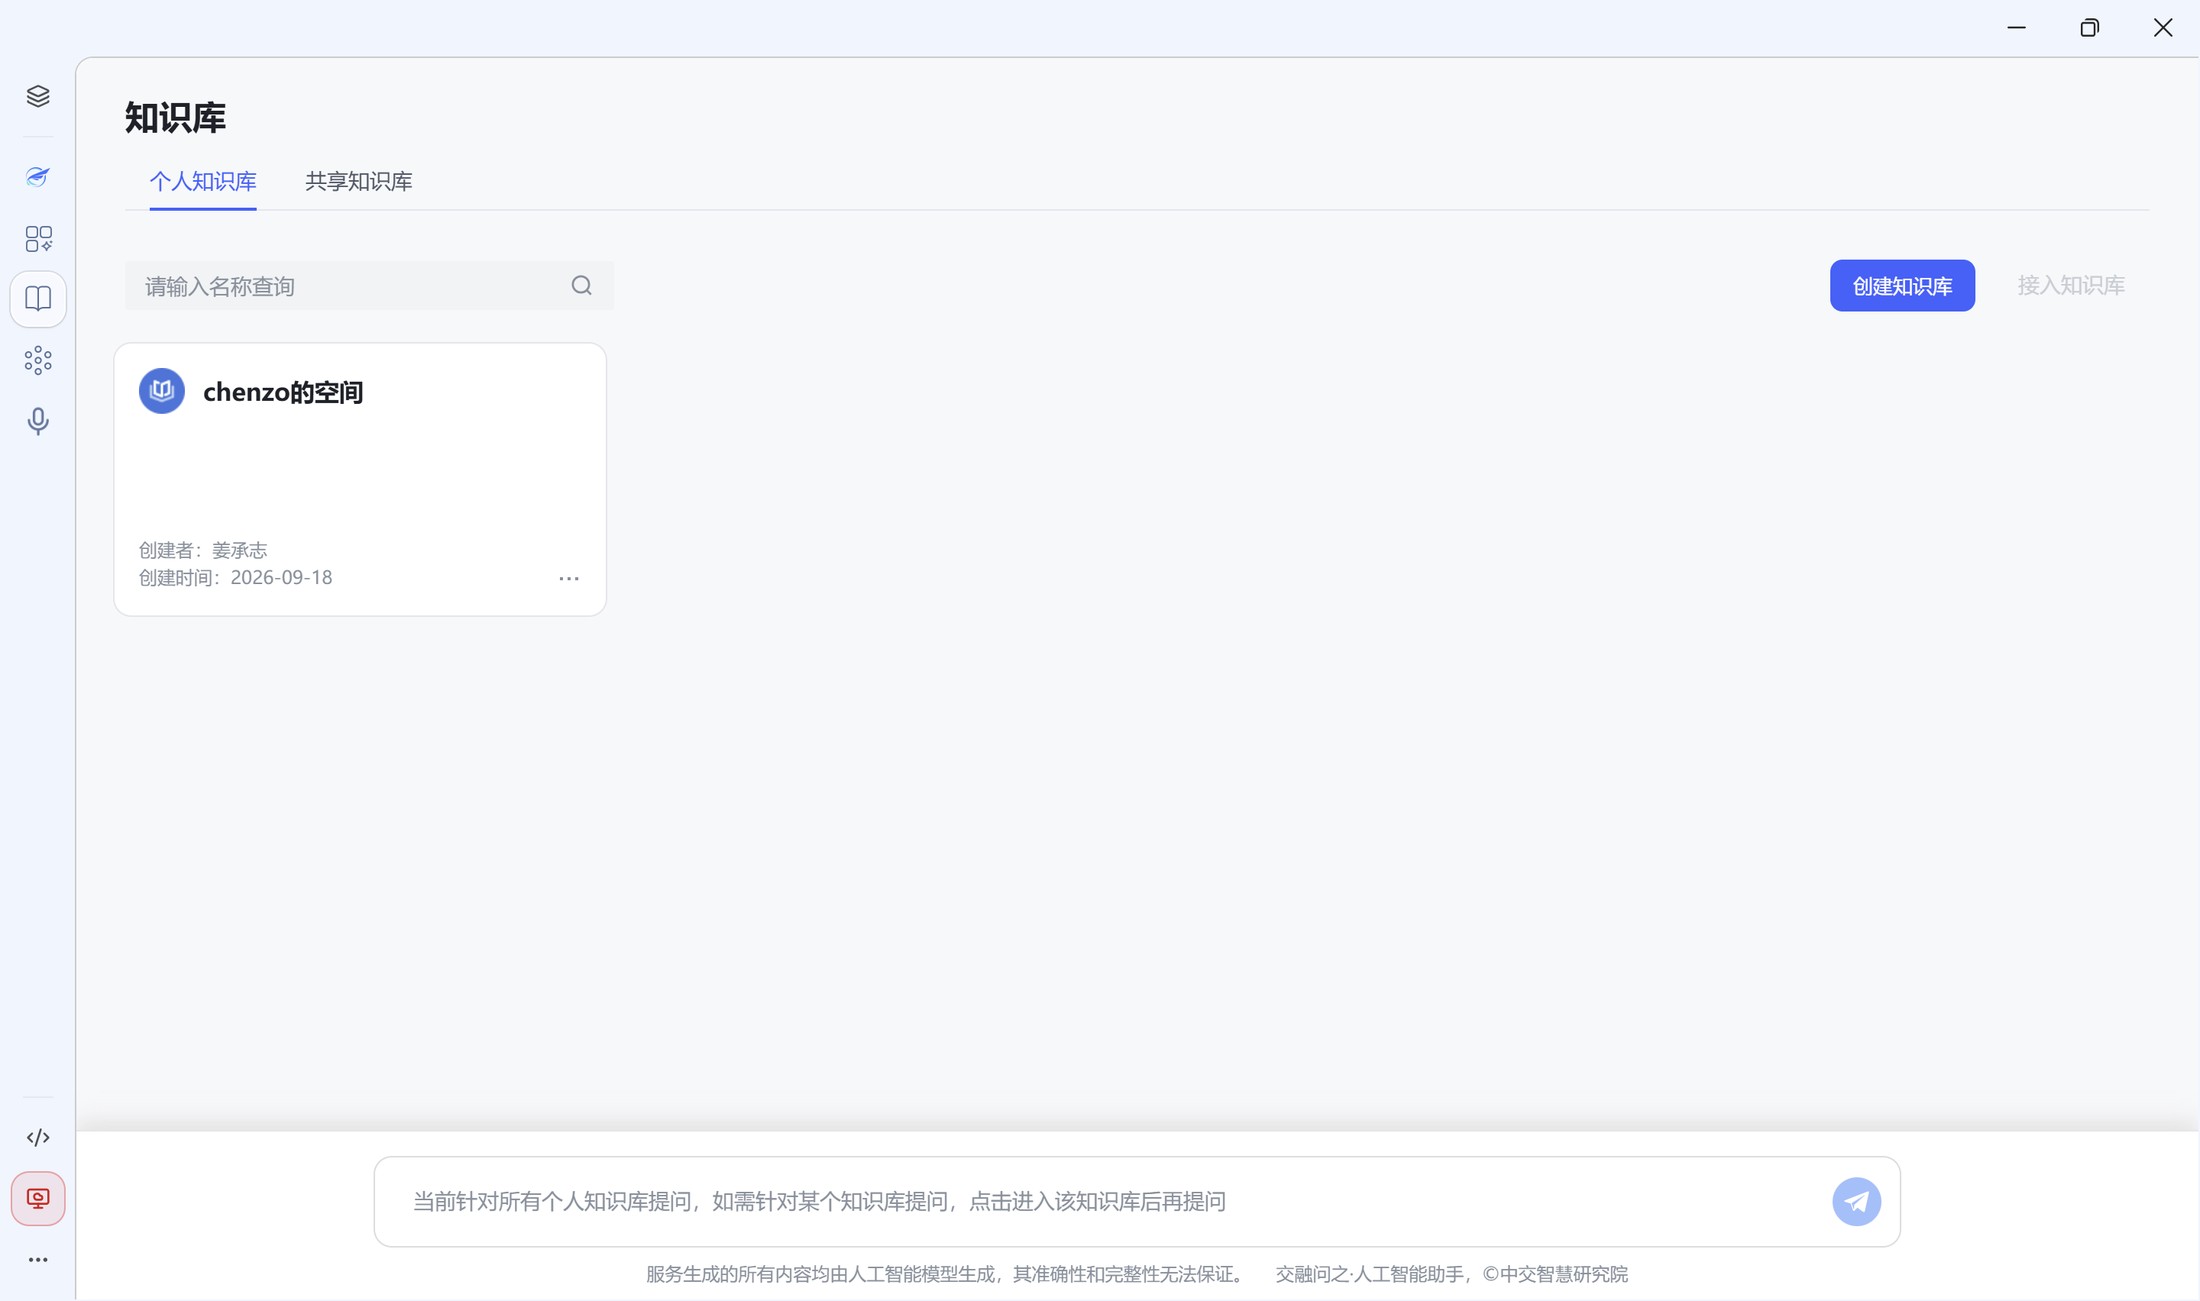 知识库
个人知识库 共享知识库
请输入名称查询
创建知识库 接入知识库
chenzo的空间
创建者：姜承志
创建时间：2026-09-18
当前针对所有个人知识库提问，如需针对某个知识库提问，点击进入该知识库后再提问
服务生成的所有内容均由人工智能模型生成，其准确性和完整性无法保证。 交融问之·人工智能助手，©中交智慧研究院